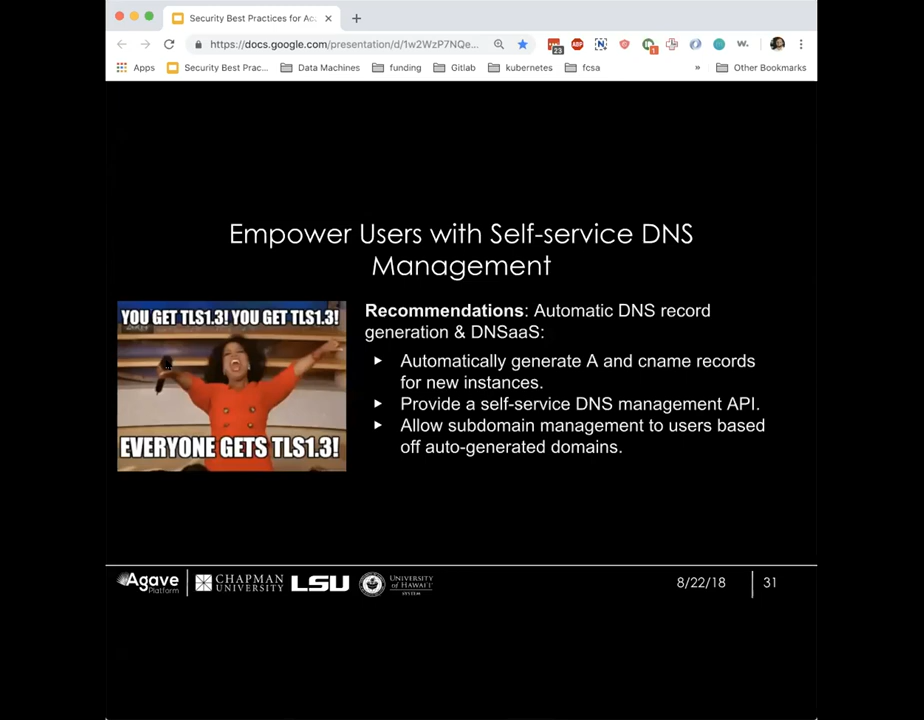 Security Best Practices for Ac
https://docs.google.com/presentation/d/1w2WzP7NQe...
23
ABP
N
1
w.
Apps
Security Best Prac...
Data Machines
funding
Gitlab
kubernetes
fcsa
»
Other Bookmarks
Empower Users with Self-service DNS
Management
YOU GET TLS1.3! YOU GET TLS1.3!
EVERYONE GETS TLS1.3!
Recommendations: Automatic DNS record
generation & DNSaaS:
Automatically generate A and cname records
for new instances.
Provide a self-service DNS management API.
Allow subdomain management to users based
off auto-generated domains.
Agave
Platform
CHAPMAN
UNIVERSITY
LSU
UNIVERSITY
of HAWAI‘I
SYSTEM
8/22/18
31